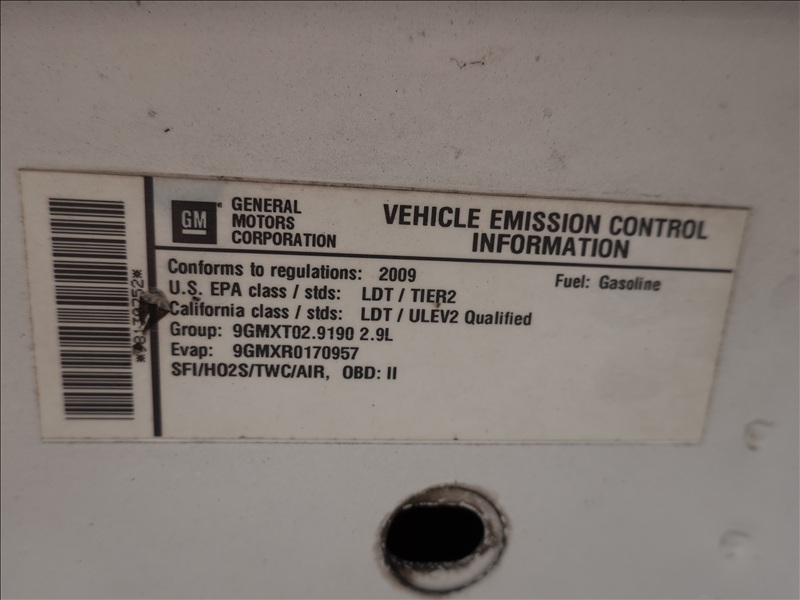 GM
GENERAL
MOTORS
CORPORATION
VEHICLE EMISSION CONTROL
INFORMATION
Conforms to regulations: 2009
Fuel: Gasoline
U.S. EPA class / stds: LDT / TIER2
California class / stds: LDT / ULEV2 Qualified
Group: 9GMXT02.9190 2.9L
Evap: 9GMXR0170957
SFI/HO2S/TWC/AIR, OBD: II